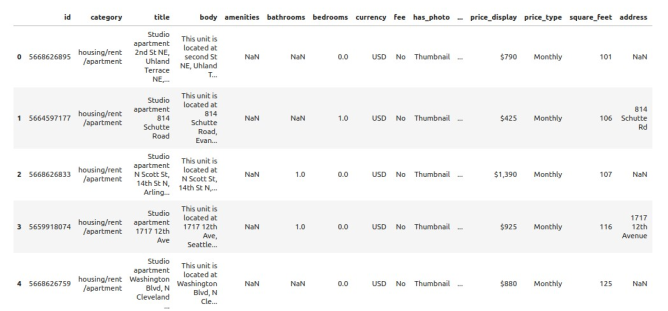 id category title body amenities bathrooms bedrooms currency fee has_photo ... price_display price_type square_feet address
Studio
apartment
2nd St NE,
Uhland
Terrace
NE,...
This unit is
located at
second St
NE, Uhland
T...
0 5668626895 housing/rent
/apartment NaN NaN 0.0 USD No Thumbnail ... $790 Monthly 101 NaN
Studio
apartment
814
Schutte
Road
This unit is
located at
814
Schutte
Road,
Evan...
1 5664597177 housing/rent
/apartment NaN NaN 1.0 USD No Thumbnail ... $425 Monthly 106 814
Schutte
Rd
Studio
apartment
N Scott St,
14th St N,
Arling...
This unit is
located at
N Scott St,
14th St N,...
2 5668626833 housing/rent
/apartment NaN 1.0 0.0 USD No Thumbnail ... $1,390 Monthly 107 NaN
Studio
apartment
1717 12th
Ave
This unit is
located at
1717 12th
Ave,
Seattle...
3 5659918074 housing/rent
/apartment NaN 1.0 0.0 USD No Thumbnail ... $925 Monthly 116 1717
12th
Avenue
Studio
apartment
Washington
Blvd, N
Cleveland
...
This unit is
located at
Washington
Blvd, N
Cle...
4 5668626759 housing/rent
/apartment NaN NaN 0.0 USD No Thumbnail ... $880 Monthly 125 NaN